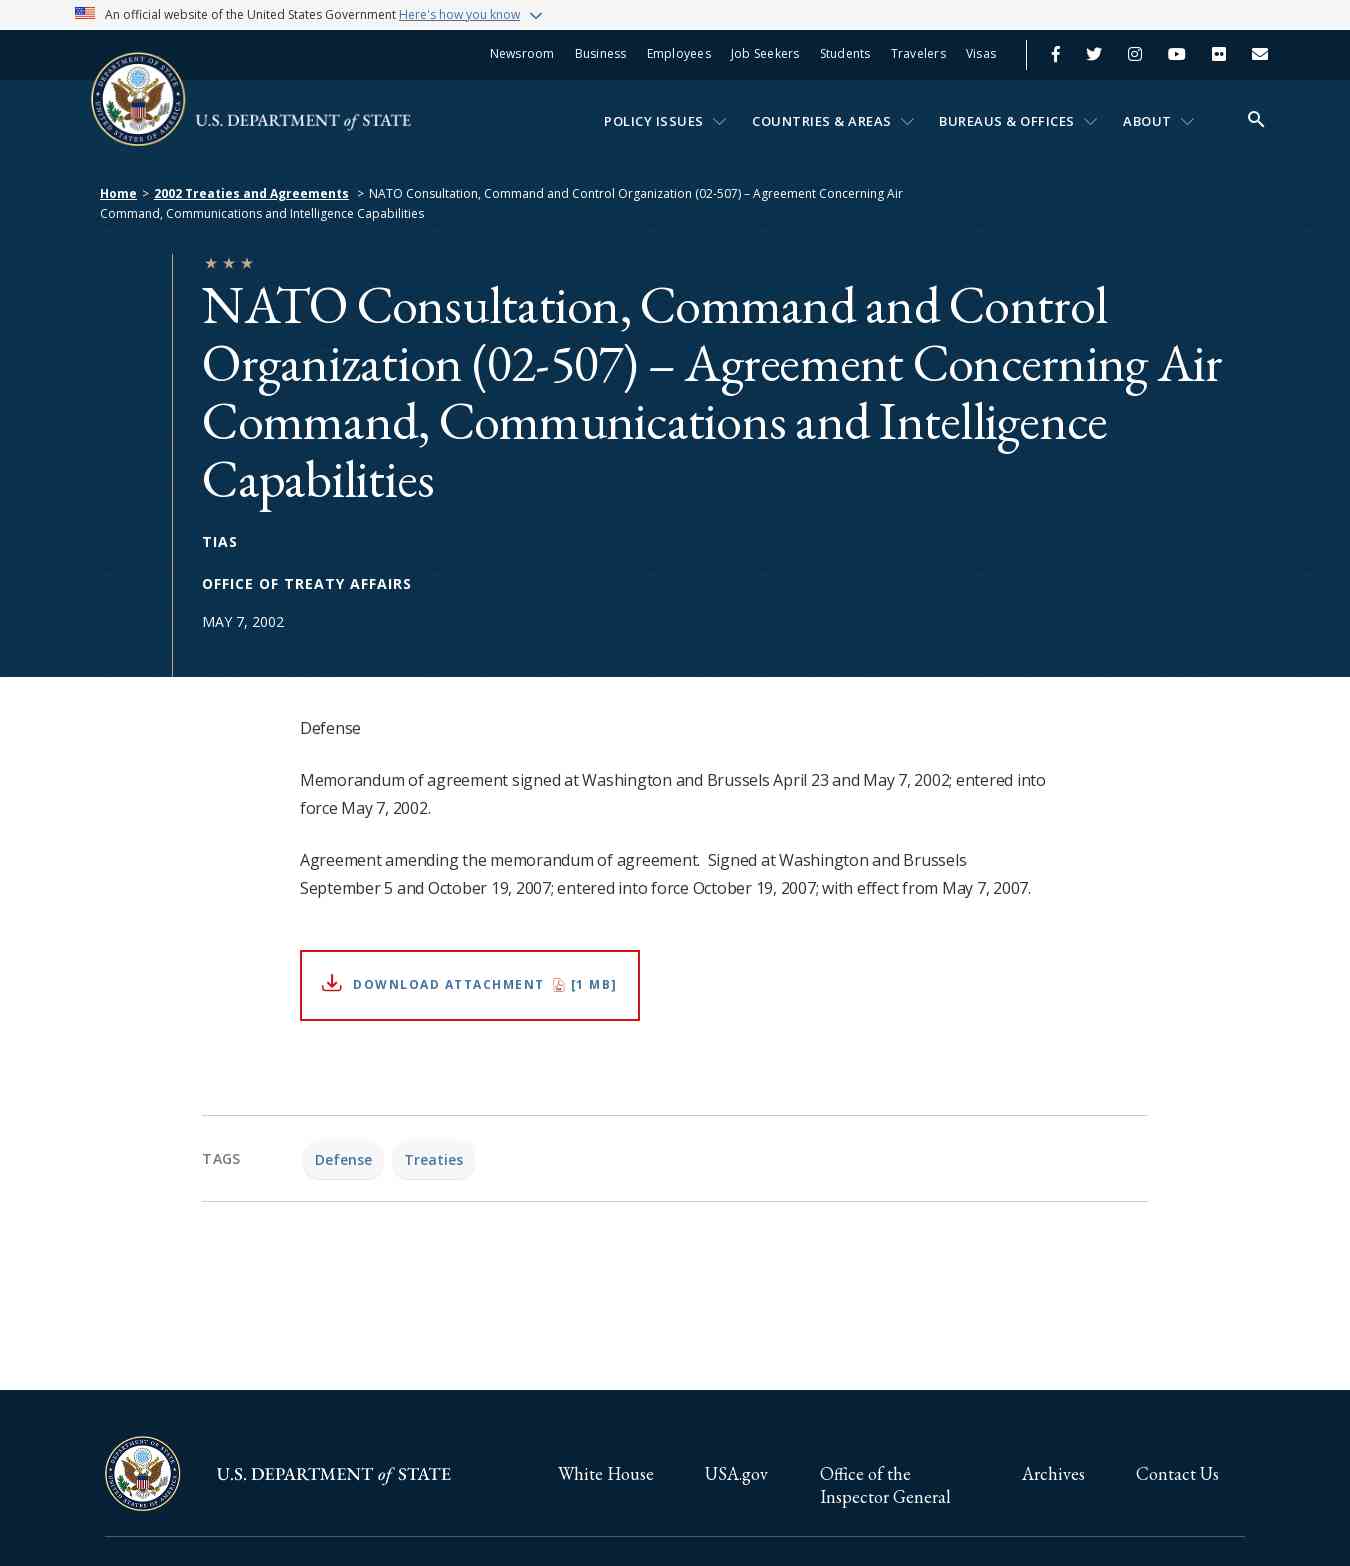 An official website of the United States Government Here's how you know
Newsroom Business Employees Job Seekers Students Travelers Visas
U.S. DEPARTMENT of STATE
POLICY ISSUES COUNTRIES & AREAS BUREAUS & OFFICES ABOUT
Home > 2002 Treaties and Agreements > NATO Consultation, Command and Control Organization (02-507) – Agreement Concerning Air
Command, Communications and Intelligence Capabilities
NATO Consultation, Command and Control
Organization (02-507) – Agreement Concerning Air
Command, Communications and Intelligence
Capabilities
TIAS
OFFICE OF TREATY AFFAIRS
MAY 7, 2002
Defense
Memorandum of agreement signed at Washington and Brussels April 23 and May 7, 2002; entered into
force May 7, 2002.
Agreement amending the memorandum of agreement.  Signed at Washington and Brussels
September 5 and October 19, 2007; entered into force October 19, 2007; with effect from May 7, 2007.
DOWNLOAD ATTACHMENT [1 MB]
TAGS Defense Treaties
DEPARTMENT OF STATE
UNITED STATES OF AMERICA
U.S. DEPARTMENT of STATE
White House USA.gov Office of the Archives Contact Us
Inspector General